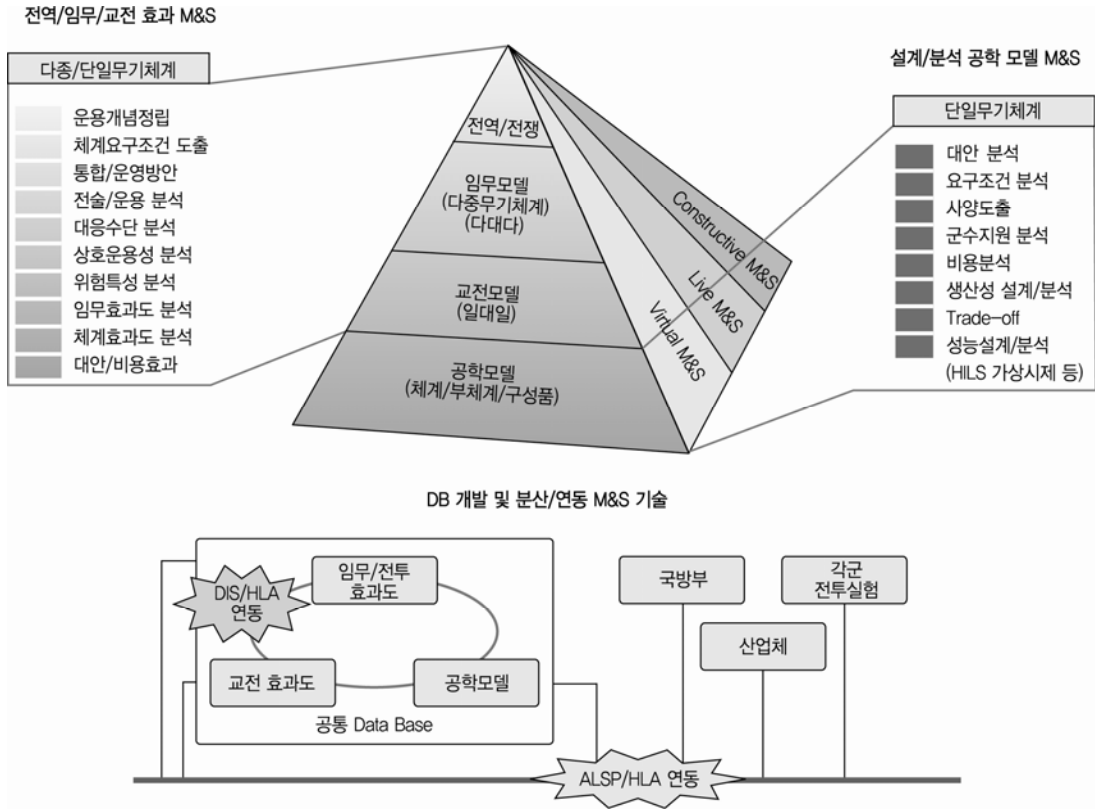 전역/임무/교전 효과 M&S
다종/단일무기체계
운용개념정립
체계요구조건 도출
통합/운영방안
전술/운용 분석
대응수단 분석
상호운용성 분석
위험특성 분석
임무효과도 분석
체계효과도 분석
대안/비용효과
전역/전쟁
임무모델
(다중무기체계)
(다대다)
교전모델
(일대일)
공학모델
(체계/부체계/구성품)
Constructive M&S
Live M&S
Virtual M&S
설계/분석 공학 모델 M&S
단일무기체계
대안 분석
요구조건 분석
사양도출
군수지원 분석
비용분석
생산성 설계/분석
Trade-off
성능설계/분석
(HILS 가상시제 등)
DB 개발 및 분산/연동 M&S 기술
DIS/HLA
연동
임무/전투
효과도
교전 효과도
공학모델
공통 Data Base
국방부
산업체
각군
전투실험
ALSP/HLA 연동